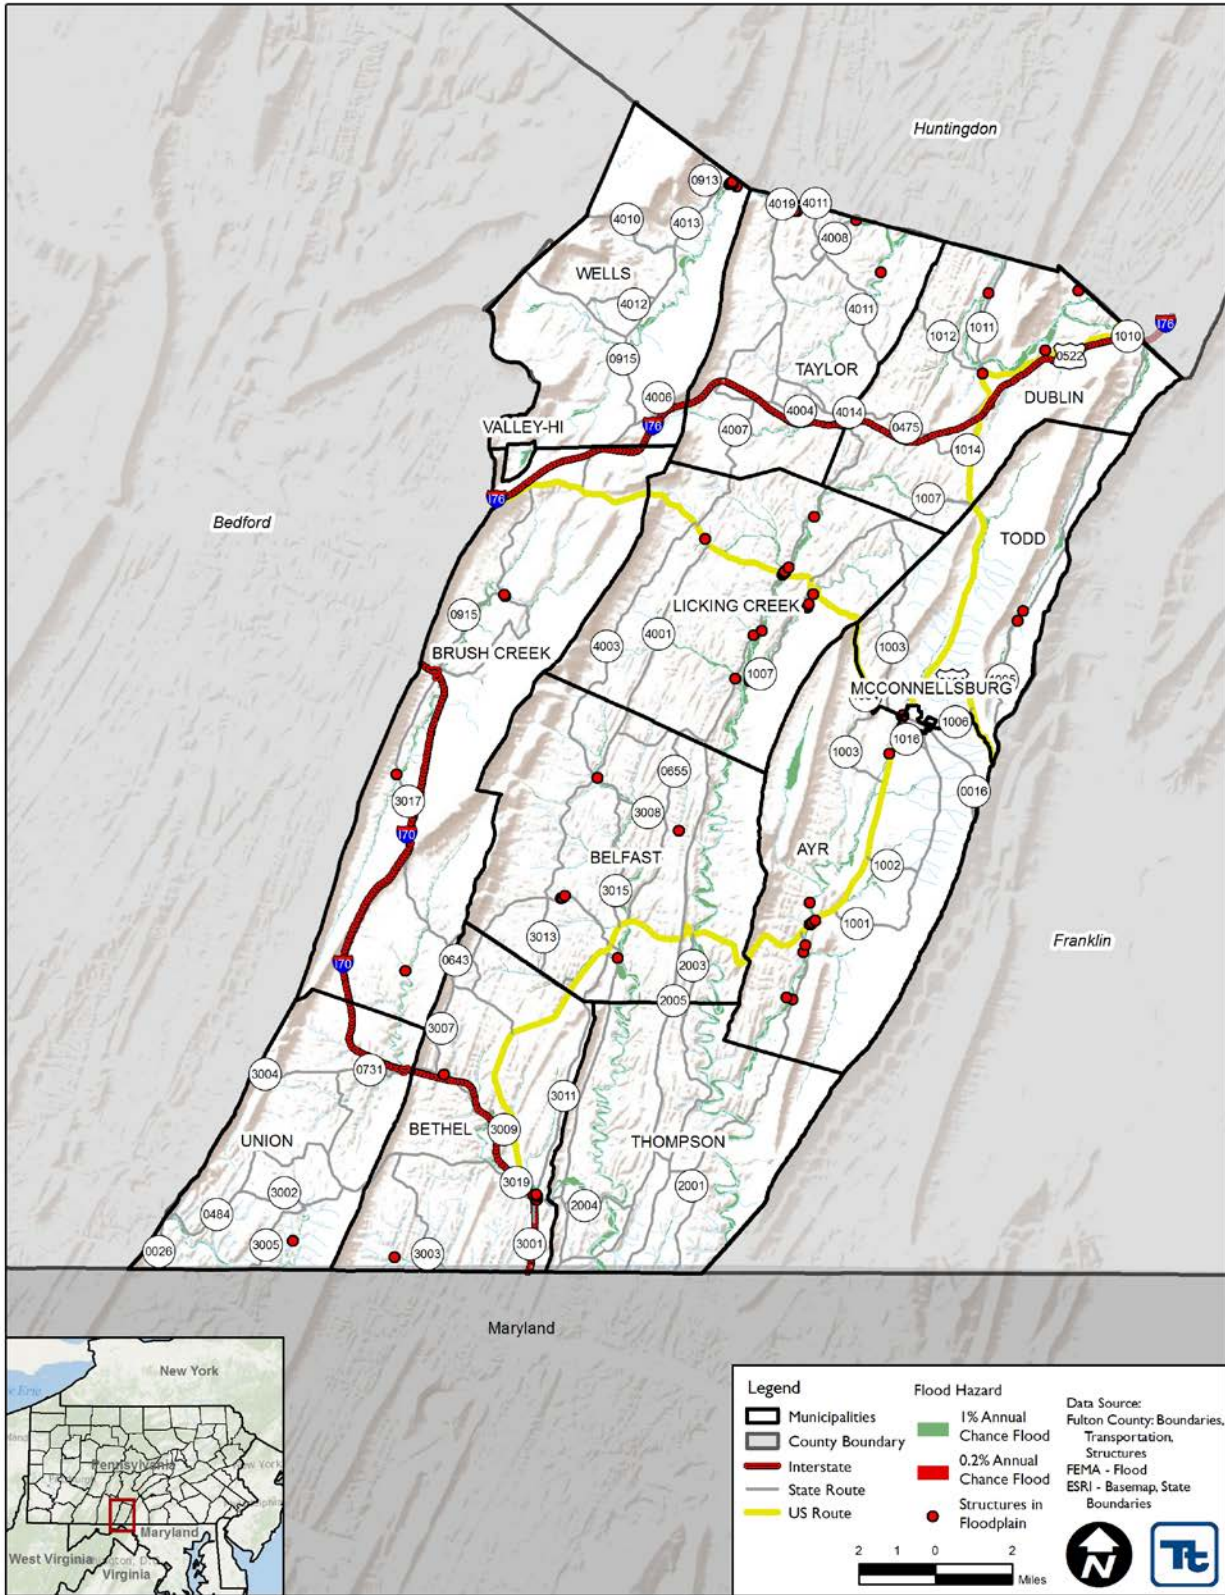 Huntingdon
0913
4019
4011
4010
4013
4008
WELLS
4012
4011
1012
1011
1010
I76
0915
0522
TAYLOR
DUBLIN
4006
4004
4014
VALLEY-HI
I76
4007
0475
1014
I76
1007
Bedford
TODD
LICKING CREEK
0915
4003
4001
1003
BRUSH CREEK
1007
MCCONNELLSBURG
1006
1016
1003
0655
0016
3017
3008
I70
AYR
BELFAST
1002
3015
1001
3013
Franklin
I70
0643
2003
2005
3007
3004
0731
3011
UNION
BETHEL
3009
THOMPSON
3019
3002
2001
2004
0484
0026
3005
3003
3001
Maryland
New York
Pennsylvania
Maryland
West Virginia
Virginia
Legend
Municipalities
County Boundary
Interstate
State Route
US Route
Flood Hazard
1% Annual
Chance Flood
0.2% Annual
Chance Flood
Structures in
Floodplain
Data Source:
Fulton County: Boundaries,
Transportation,
Structures
FEMA - Flood
ESRI - Basemap, State
Boundaries
2 1 0 2
Miles
N
Tt